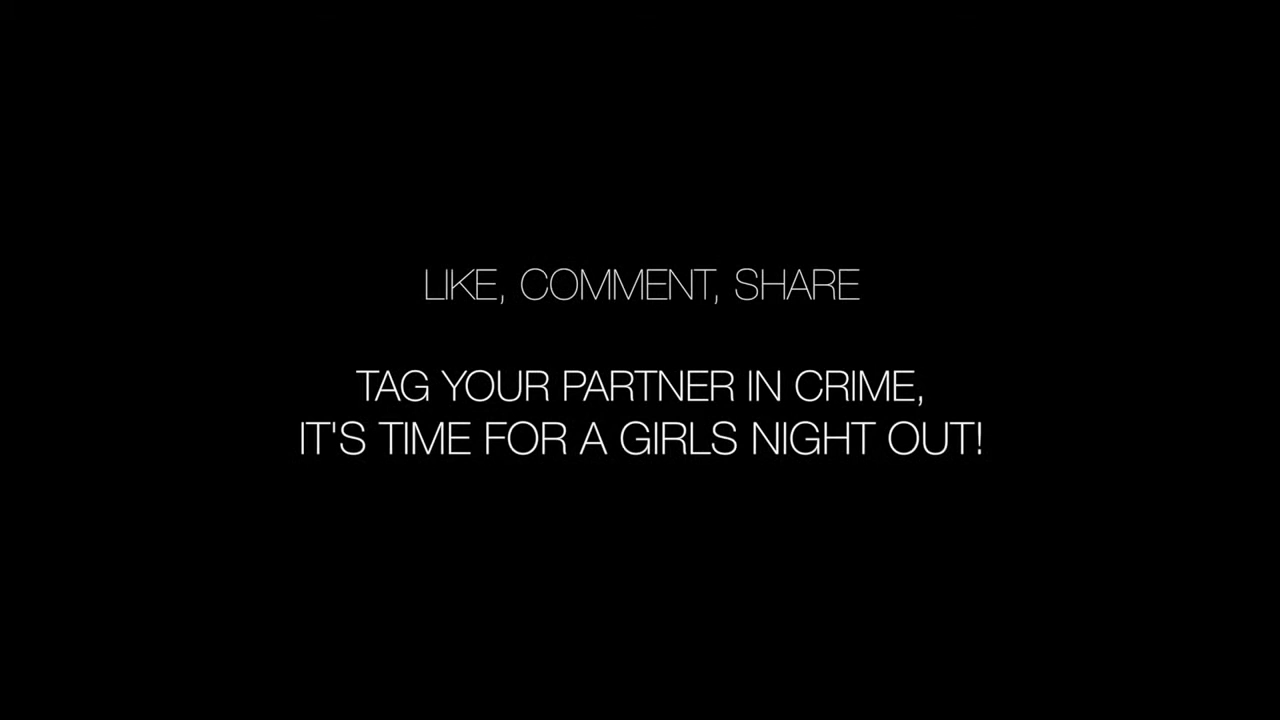 LIKE, COMMENT, SHARE
TAG YOUR PARTNER IN CRIME,
IT'S TIME FOR A GIRLS NIGHT OUT!